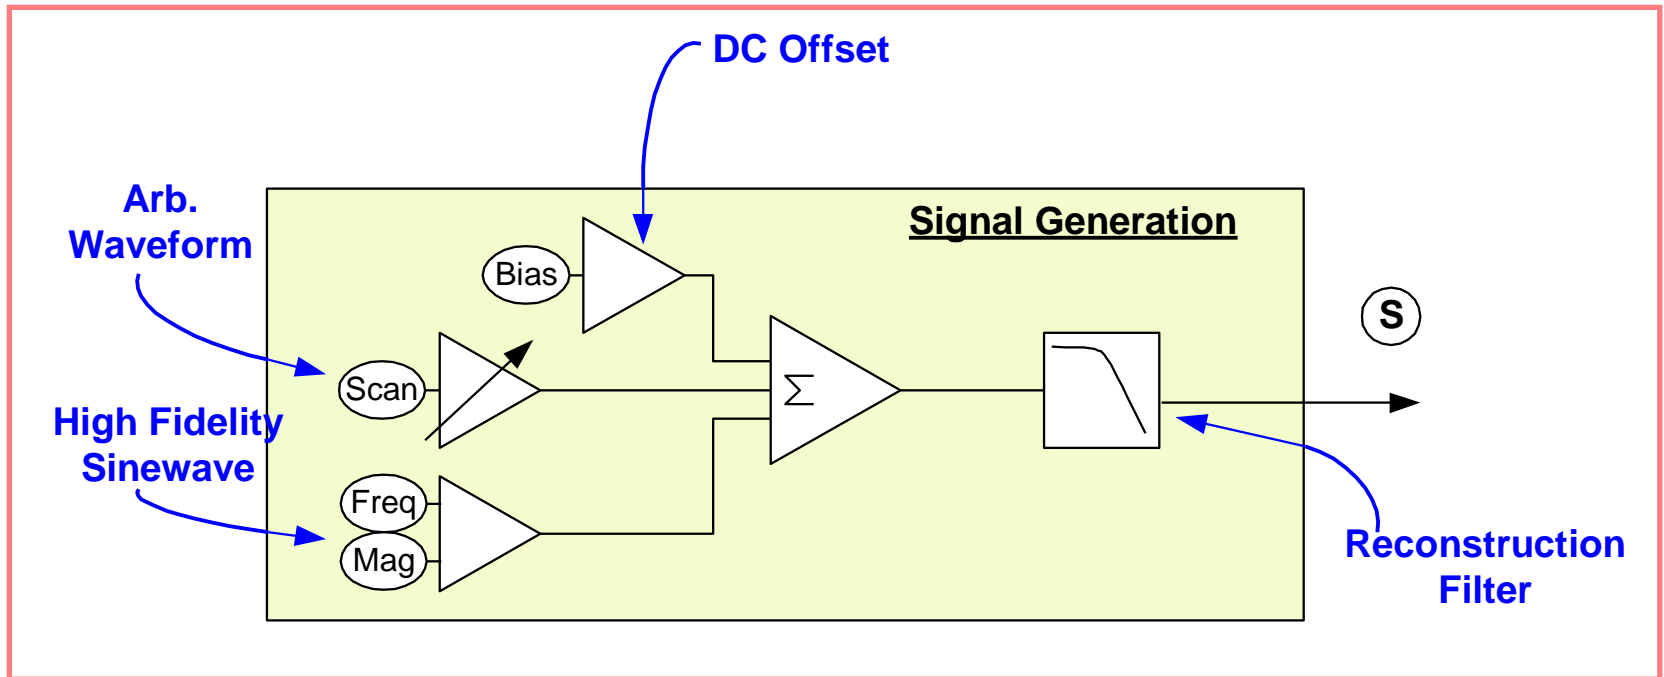 DC Offset
Arb.
Waveform
Signal Generation
Bias
S
Scan
Σ
High Fidelity
Sinewave
Freq
Mag
Reconstruction
Filter